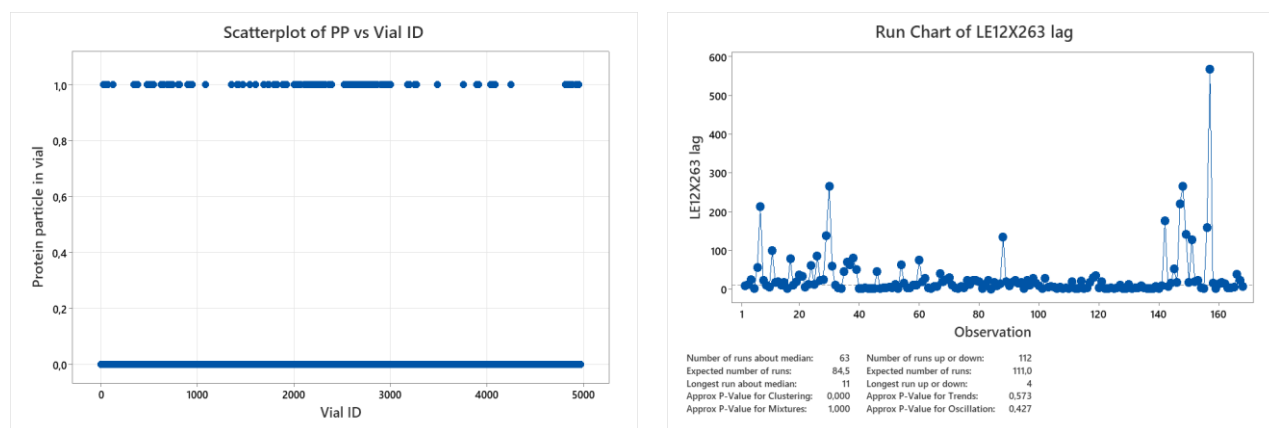 Scatterplot of PP vs Vial ID
Protein particle in vial
1,0
0,8
0,6
0,4
0,2
0,0
0 1000 2000 3000 4000 5000
Vial ID
Run Chart of LE12X263 lag
LE12X263 lag
600
500
400
300
200
100
0
1 20 40 60 80 100 120 140 160
Observation
Number of runs about median: 63
Expected number of runs: 84,5
Longest run about median: 11
Approx P-Value for Clustering: 0,000
Approx P-Value for Mixtures: 1,000
Number of runs up or down: 112
Expected number of runs: 111,0
Longest run up or down: 4
Approx P-Value for Trends: 0,573
Approx P-Value for Oscillation: 0,427